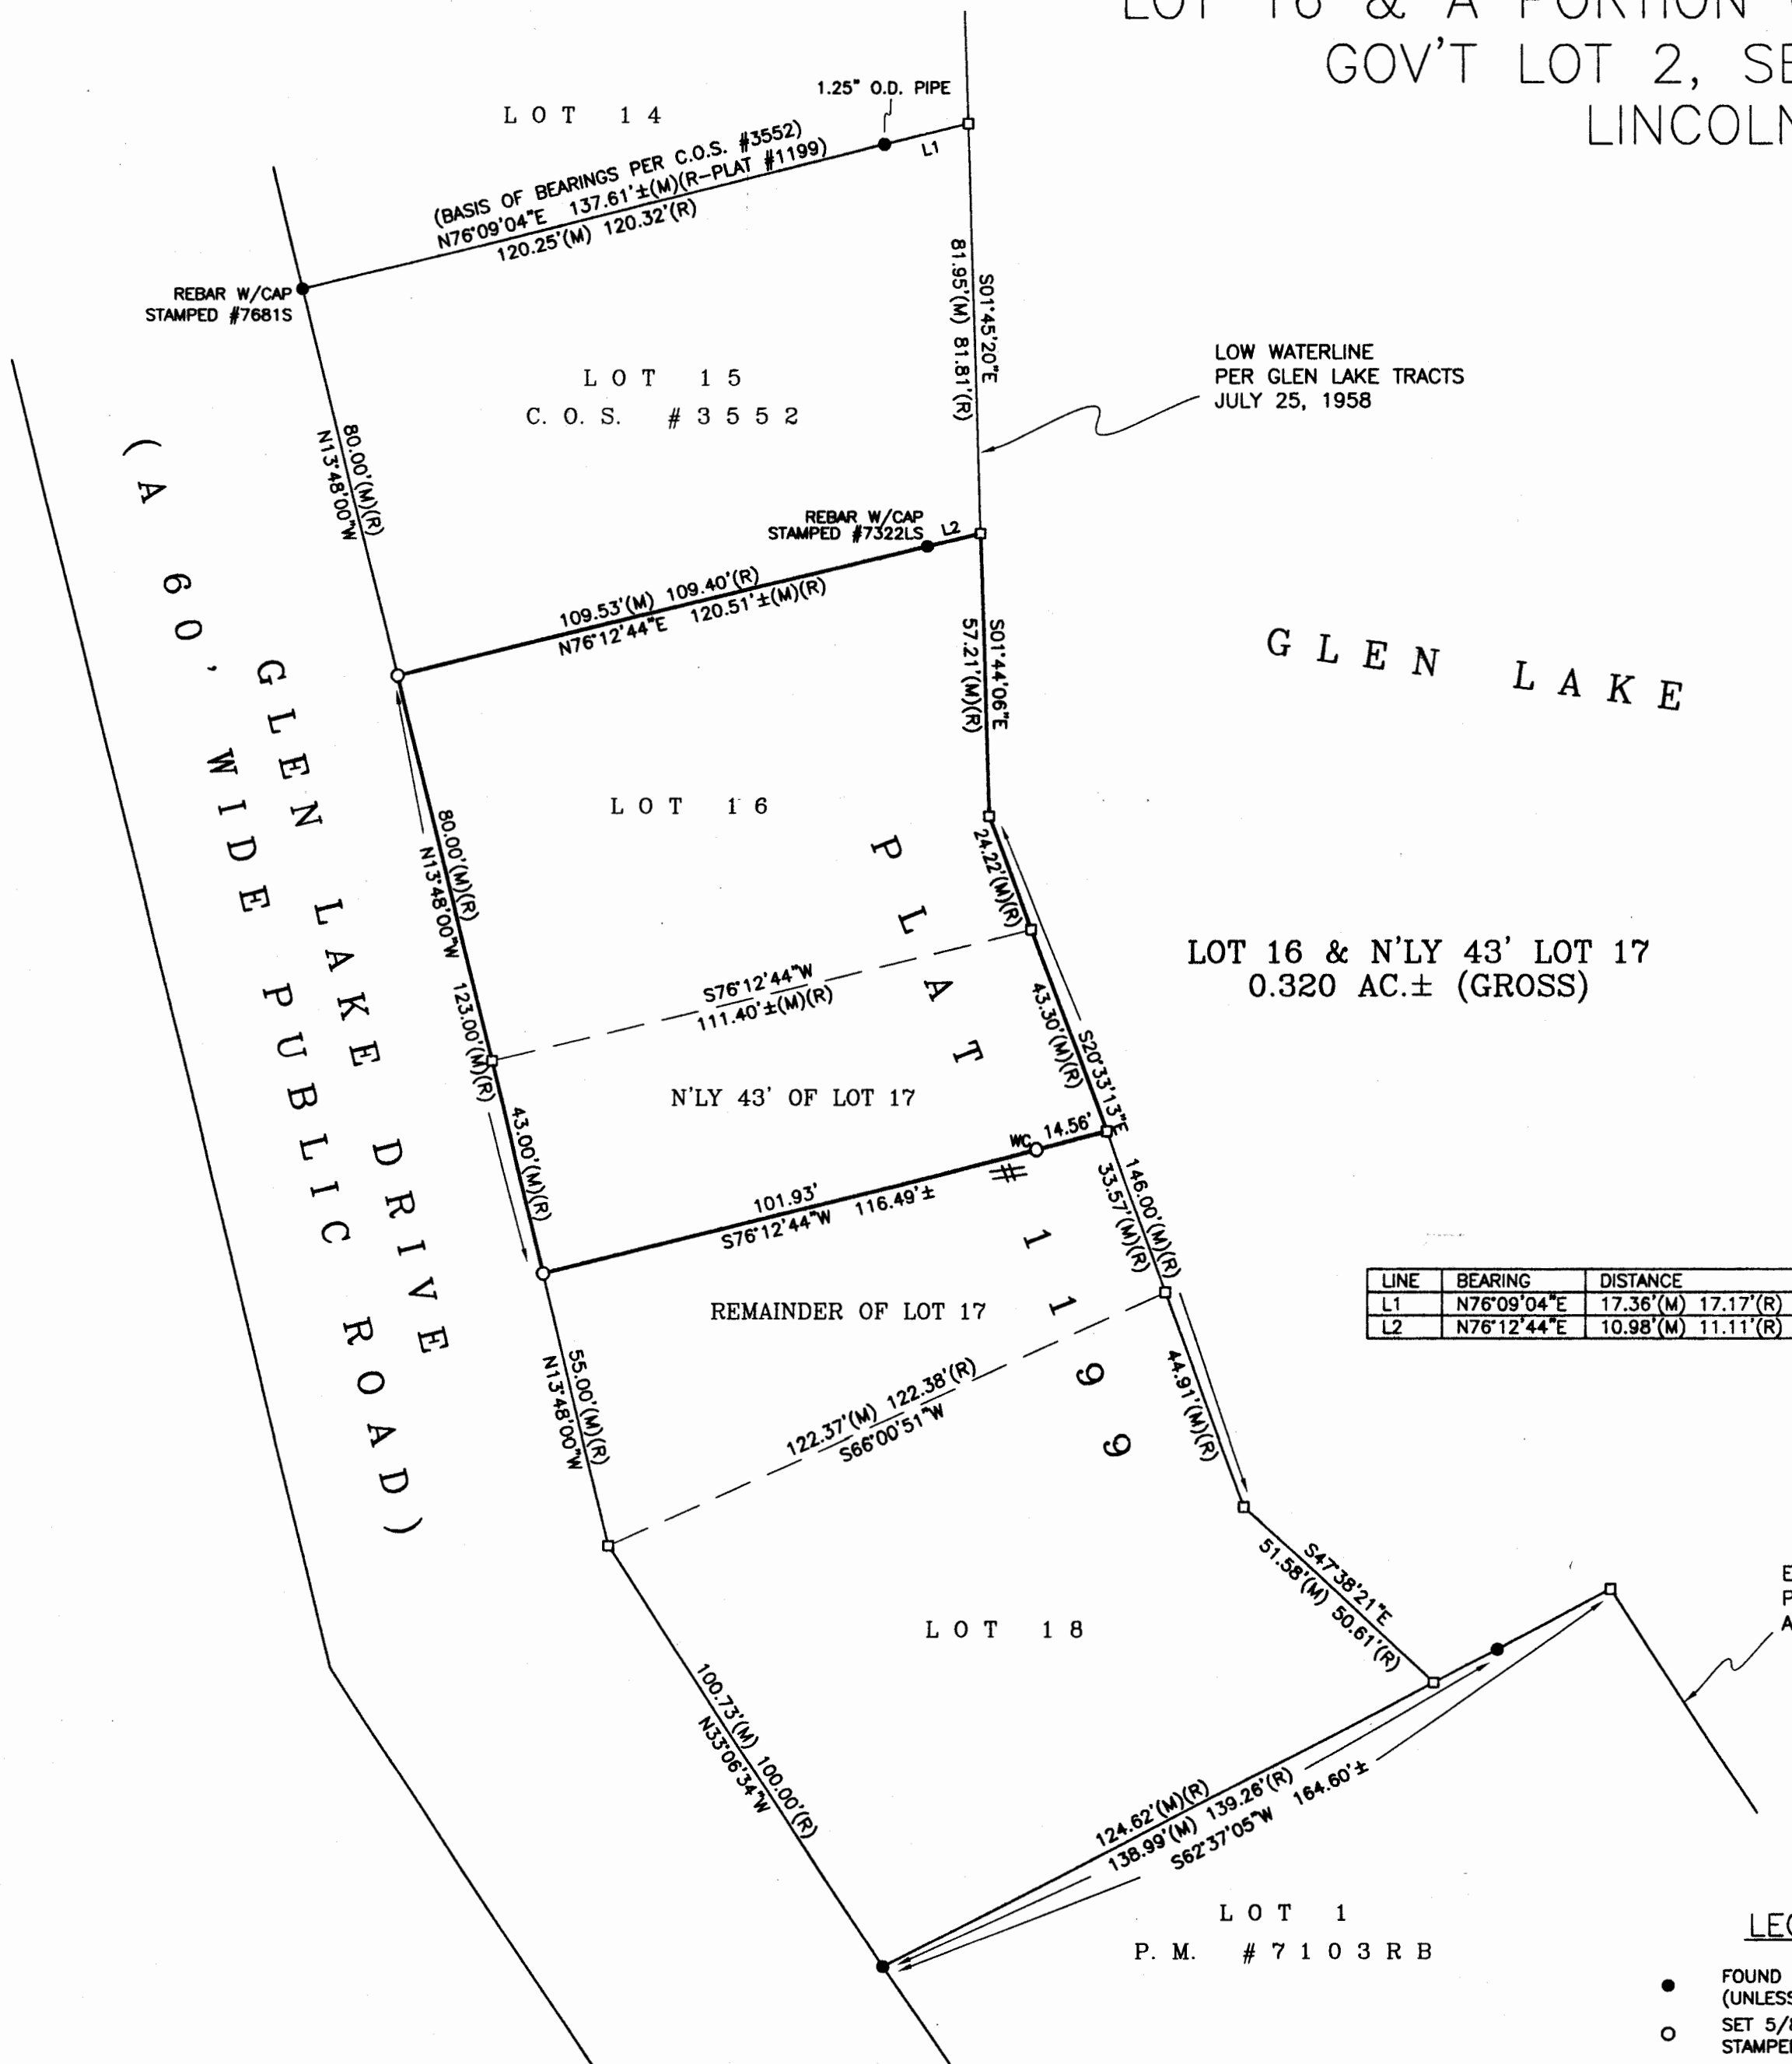 LOT 16 & A PORTION
GOV'T LOT 2, SE
LINCOLN
LOT 14
1.25" O.D. PIPE
L1
(BASIS OF BEARINGS PER C.O.S. #3552)
N76°09'04"E 137.61'±(M)(R-PLAT #1199)
120.25'(M) 120.32'(R)
REBAR W/CAP
STAMPED #7681S
81.95'(M) 81.81'(R)
S01°45'20"E
LOW WATERLINE
PER GLEN LAKE TRACTS
JULY 25, 1958
LOT 15
C.O.S. #3552
80.00'(M)(R)
N13°48'00"W
REBAR W/CAP
STAMPED #7322LS
L2
109.53'(M) 109.40'(R)
N76°12'44"E 120.51'±(M)(R)
S01°44'06"E
57.21'(M)(R)
GLEN LAKE
GLEN LAKE DRIVE
(A 60' WIDE PUBLIC ROAD)
LOT 16
PLAT #1199
80.00'(M)(R)
N13°48'00"W 123.00'(M)(R)
24.22'(M)(R)
S76°12'44"W
111.40'±(M)(R)
LOT 16 & N'LY 43' LOT 17
0.320 AC.± (GROSS)
43.30'(M)(R)
S20°33'13"E
146.00'(M)(R)
N'LY 43' OF LOT 17
43.00'(M)(R)
WC 14.56'
101.93'
S76°12'44"W 116.49'±
33.57'(M)(R)
REMAINDER OF LOT 17
LINE BEARING DISTANCE
L1 N76°09'04"E 17.36'(M) 17.17'(R)
L2 N76°12'44"E 10.98'(M) 11.11'(R)
55.00'(M)(R)
N13°48'00"W
122.37'(M) 122.38'(R)
S66°00'51"W
44.91'(M)(R)
S47°38'21"E
51.58'(M) 50.61'(R)
LOT 18
100.73'(M) 100.00'(R)
N33°06'34"W
124.62'(M)(R)
138.99'(M) 139.26'(R)
S62°37'05"W 164.60'±
E
P
A
LOT 1
P.M. #7103RB
LEG
FOUND
(UNLESS
SET 5/8
STAMPE